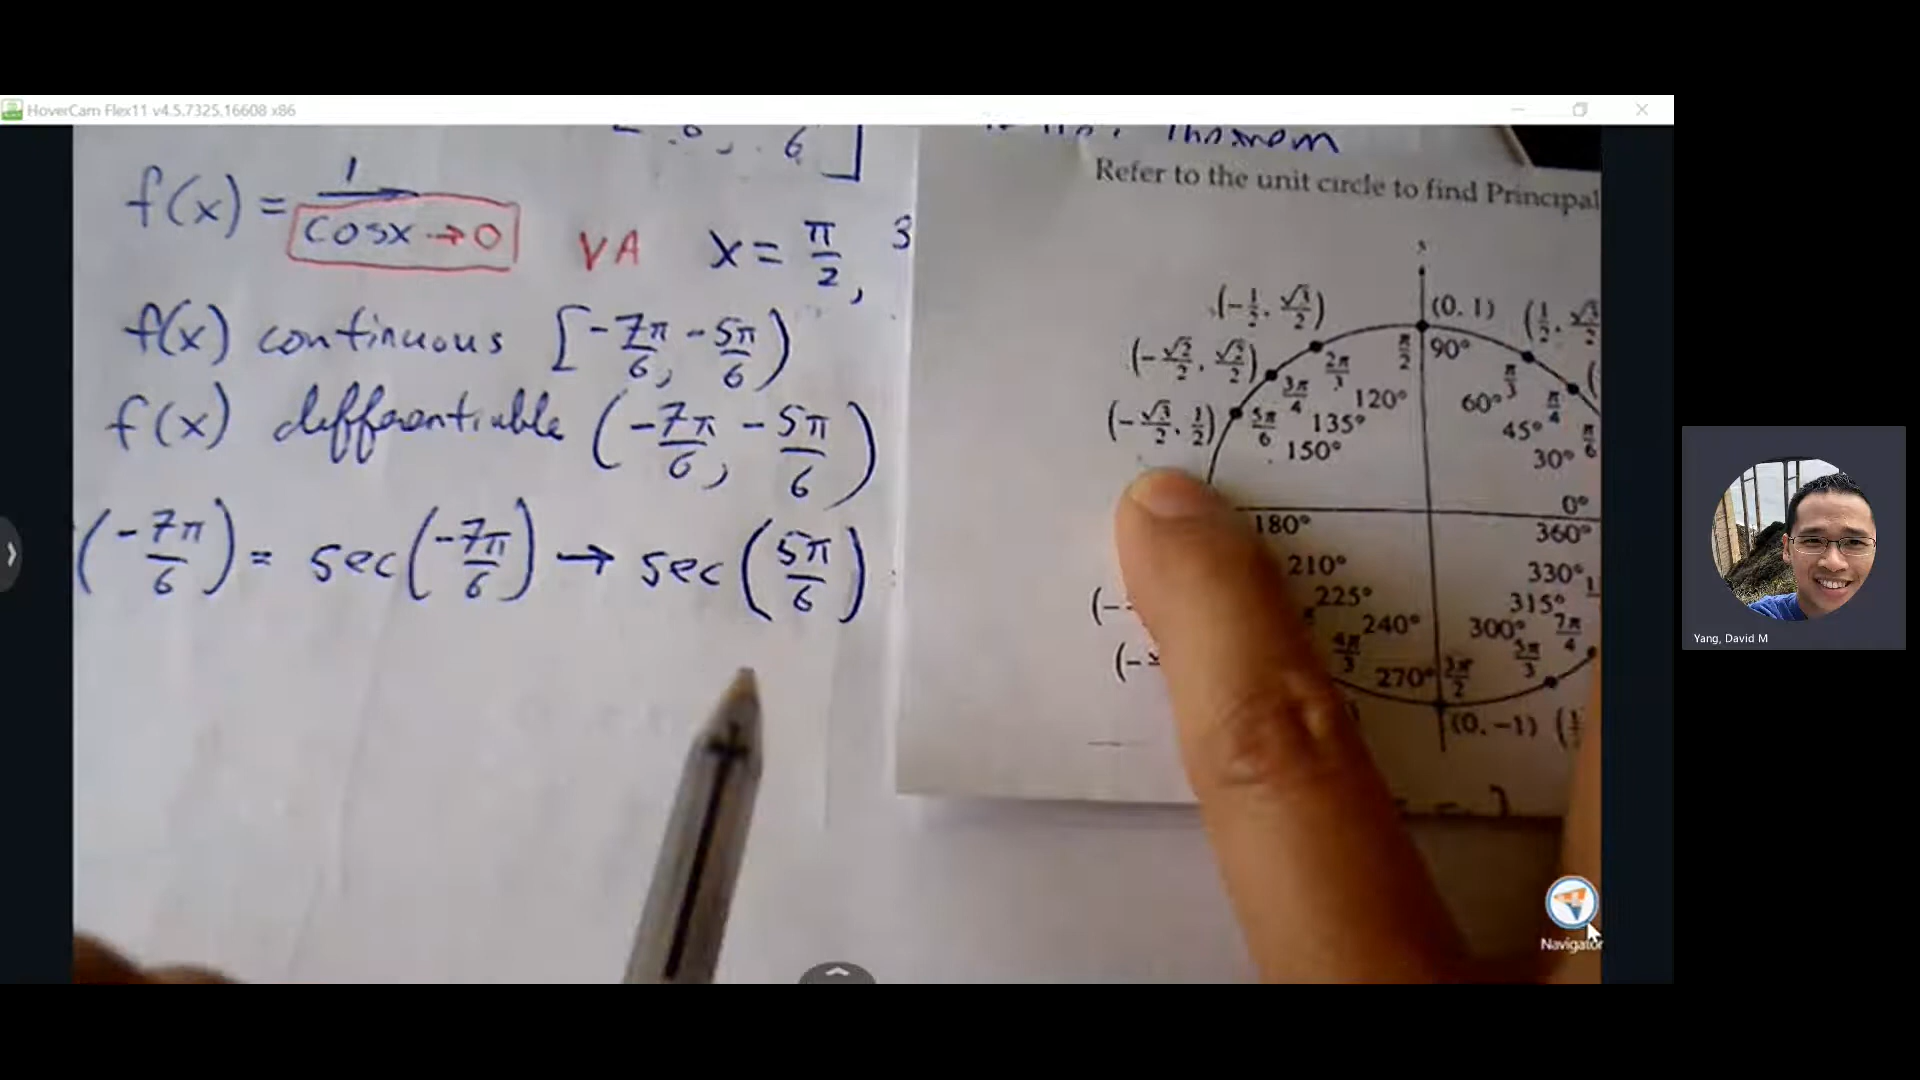 HoverCam Flex11 v4.5.7325.16608 x86
6 ]
Theorem
Refer to the unit circle to find Principal
f(x) = 1/cosx → 0 VA x = π/2, 3
f(x) continuous [-7π/6, -5π/6)
f(x) differentiable (-7π/6, -5π/6)
(-7π/6) = sec(-7π/6) → sec(5π/6)
(-1/2, √3/2)
(0, 1)
(-√2/2, √2/2)
(-√3/2, 1/2)
π/2 90°
2π/3 120°
3π/4 135°
5π/6 150°
60° π/3
45° π/4
30° π/6
0°
180°
360°
210°
330°
225°
315° 7π/4
240° 4π/3
300° 5π/3
270° 3π/2
(0, -1)
Navigator
Yang, David M